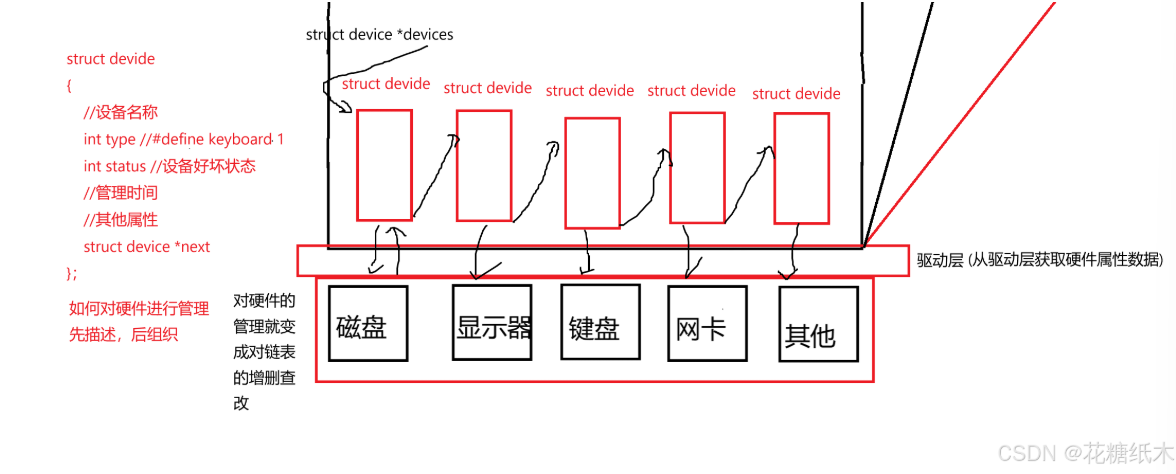 struct device *devices
struct devide
{
//设备名称
int type //#define keyboard 1
int status //设备好坏状态
//管理时间
//其他属性
struct device *next
};
如何对硬件进行管理
先描述，后组织
struct devide
struct devide
struct devide
struct devide
struct devide
驱动层 (从驱动层获取硬件属性数据)
对硬件的
管理就变
成对链表
的增删查
改
磁盘
显示器
键盘
网卡
其他
CSDN @花糖纸木